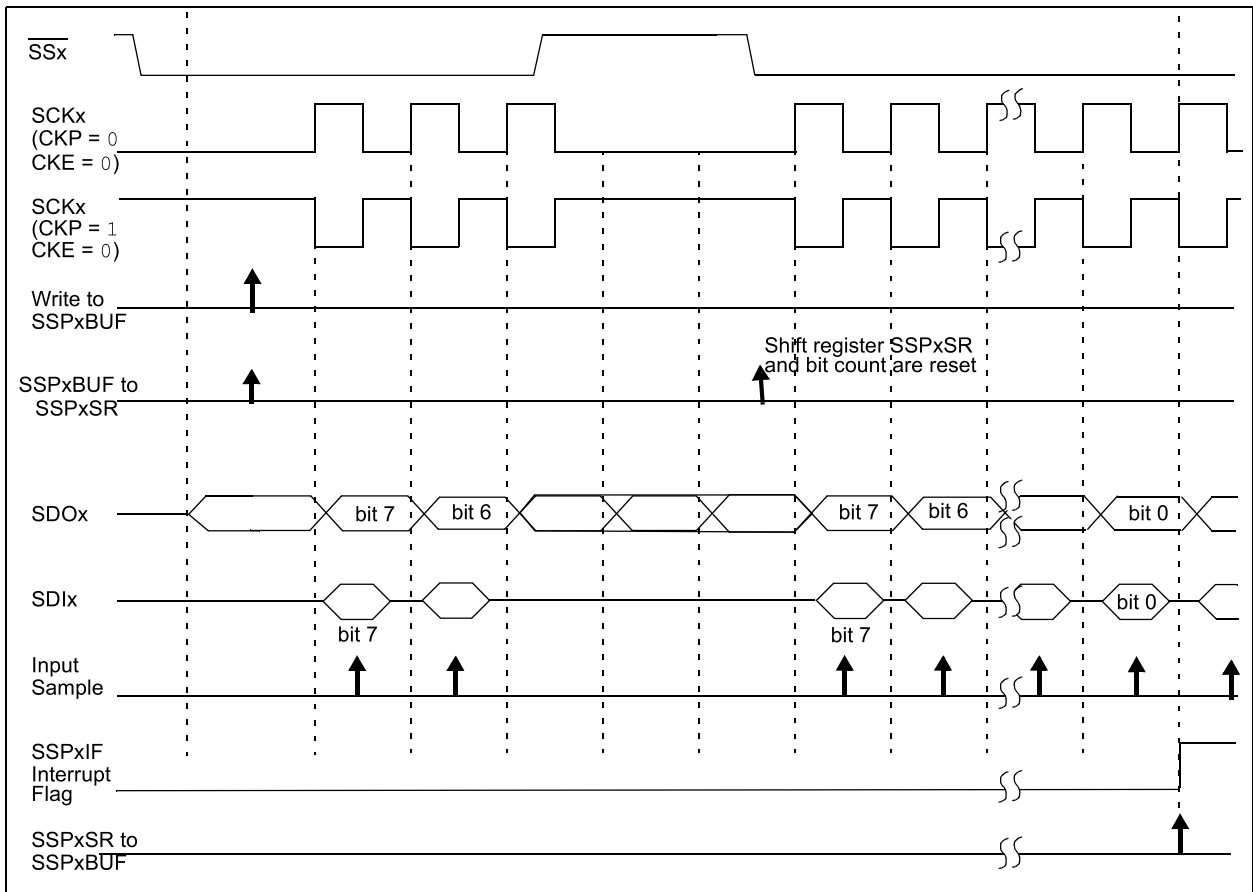 SSx
SCKx
(CKP = 0
CKE = 0)
SCKx
(CKP = 1
CKE = 0)
Write to
SSPxBUF
Shift register SSPxSR
and bit count are reset
SSPxBUF to
SSPxSR
SDOx
bit 7
bit 6
bit 7
bit 6
bit 0
SDIx
bit 0
bit 7
bit 7
Input
Sample
SSPxIF
Interrupt
Flag
SSPxSR to
SSPxBUF